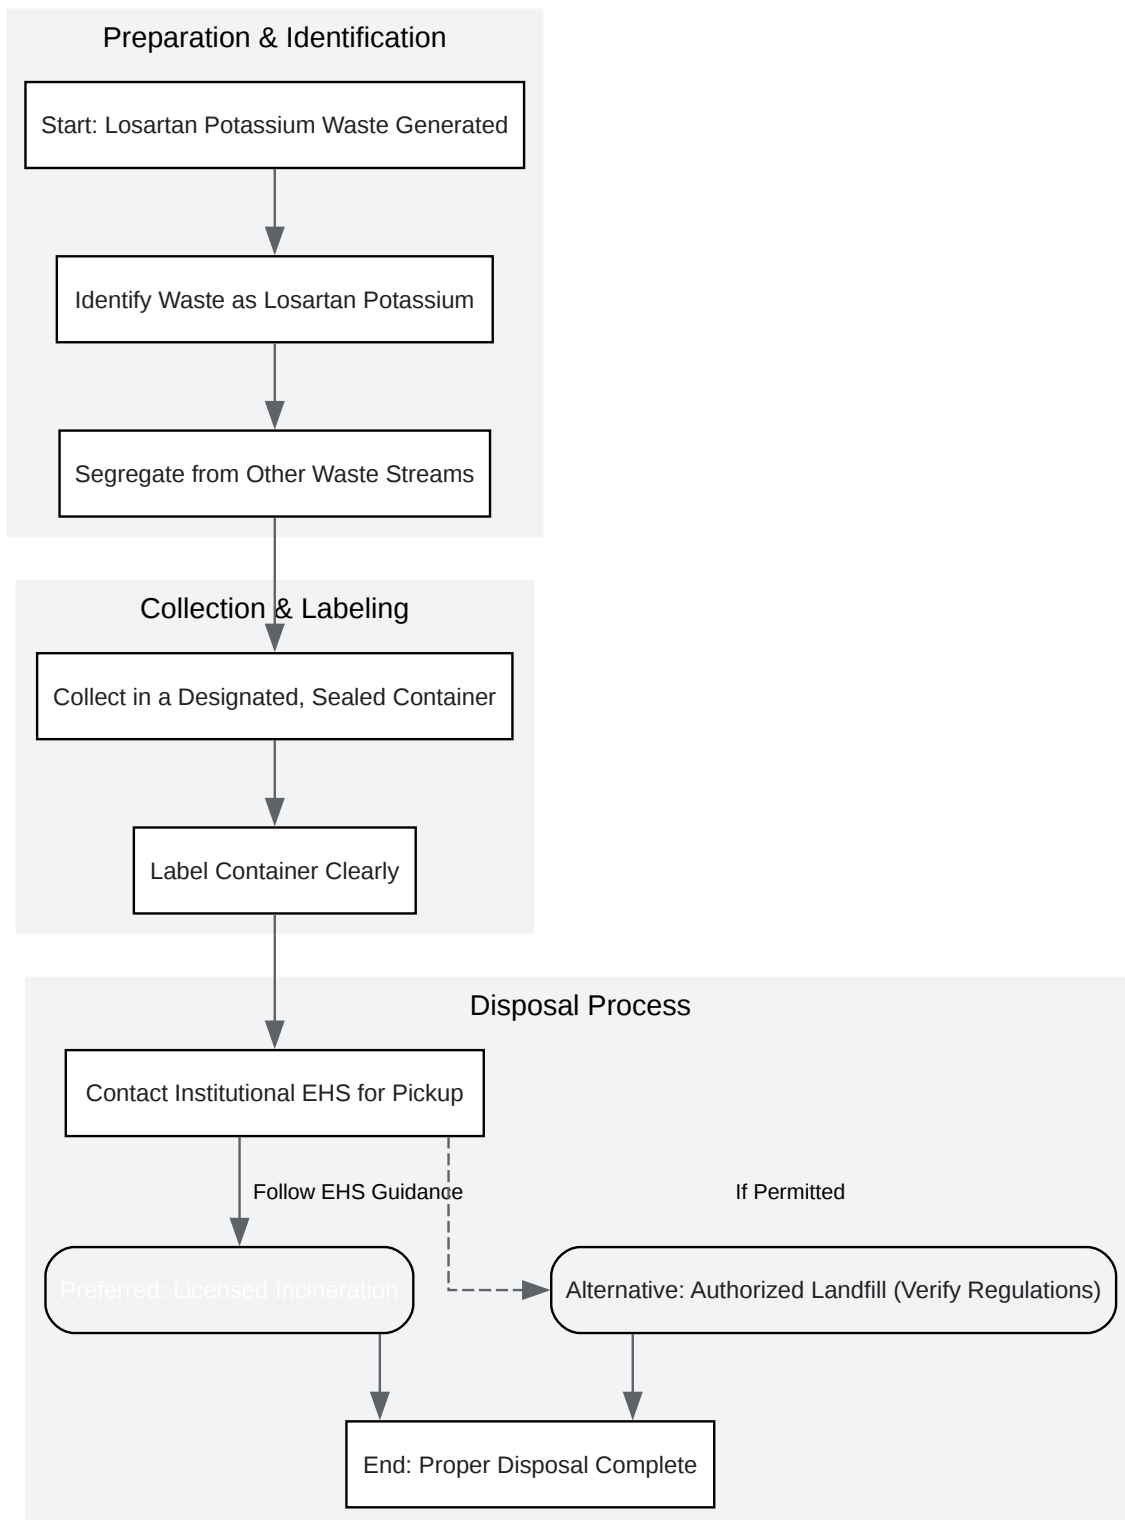 Preparation & Identification
Start: Losartan Potassium Waste Generated
Identify Waste as Losartan Potassium
Segregate from Other Waste Streams
Collection & Labeling
Collect in a Designated, Sealed Container
Label Container Clearly
Disposal Process
Contact Institutional EHS for Pickup
Follow EHS Guidance
If Permitted
Preferred: Licensed Incineration
Alternative: Authorized Landfill (Verify Regulations)
End: Proper Disposal Complete